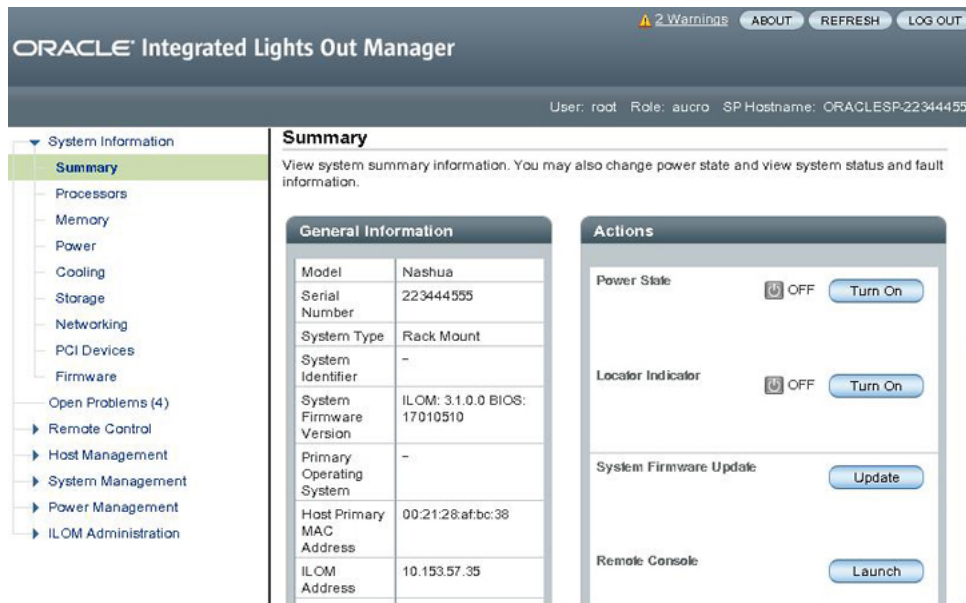 2 Warnings ABOUT REFRESH LOG OUT
ORACLE Integrated Lights Out Manager
User: root Role: aucro SP Hostname: ORACLESP-22344455
System Information
Summary
Processors
Memory
Power
Cooling
Storage
Networking
PCI Devices
Firmware
Open Problems (4)
Remote Control
Host Management
System Management
Power Management
ILOM Administration
Summary
View system summary information. You may also change power state and view system status and fault
information.
General Information
Model Nashua
Serial 223444555
Number
System Type Rack Mount
System –
Identifier
System ILOM: 3.1.0.0 BIOS:
Firmware 17010510
Version
Primary –
Operating
System
Host Primary 00:21:28:af:bc:38
MAC
Address
ILOM 10.153.57.35
Address
Actions
Power State OFF Turn On
Locator Indicator OFF Turn On
System Firmware Update Update
Remote Console Launch